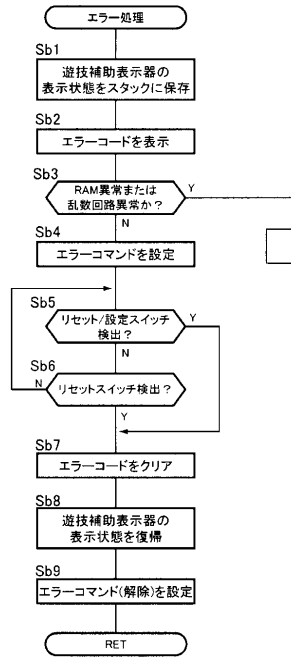 エラー処理
Sb1
遊技補助表示器の
表示状態をスタックに保存
Sb2
エラーコードを表示
Sb3
RAM異常または
乱数回路異常か?
Y
N
Sb4
エラーコマンドを設定
Sb5
リセット/設定スイッチ
検出?
Y
N
Sb6
リセットスイッチ検出?
N
Y
Sb7
エラーコードをクリア
Sb8
遊技補助表示器の
表示状態を復帰
Sb9
エラーコマンド(解除)を設定
RET